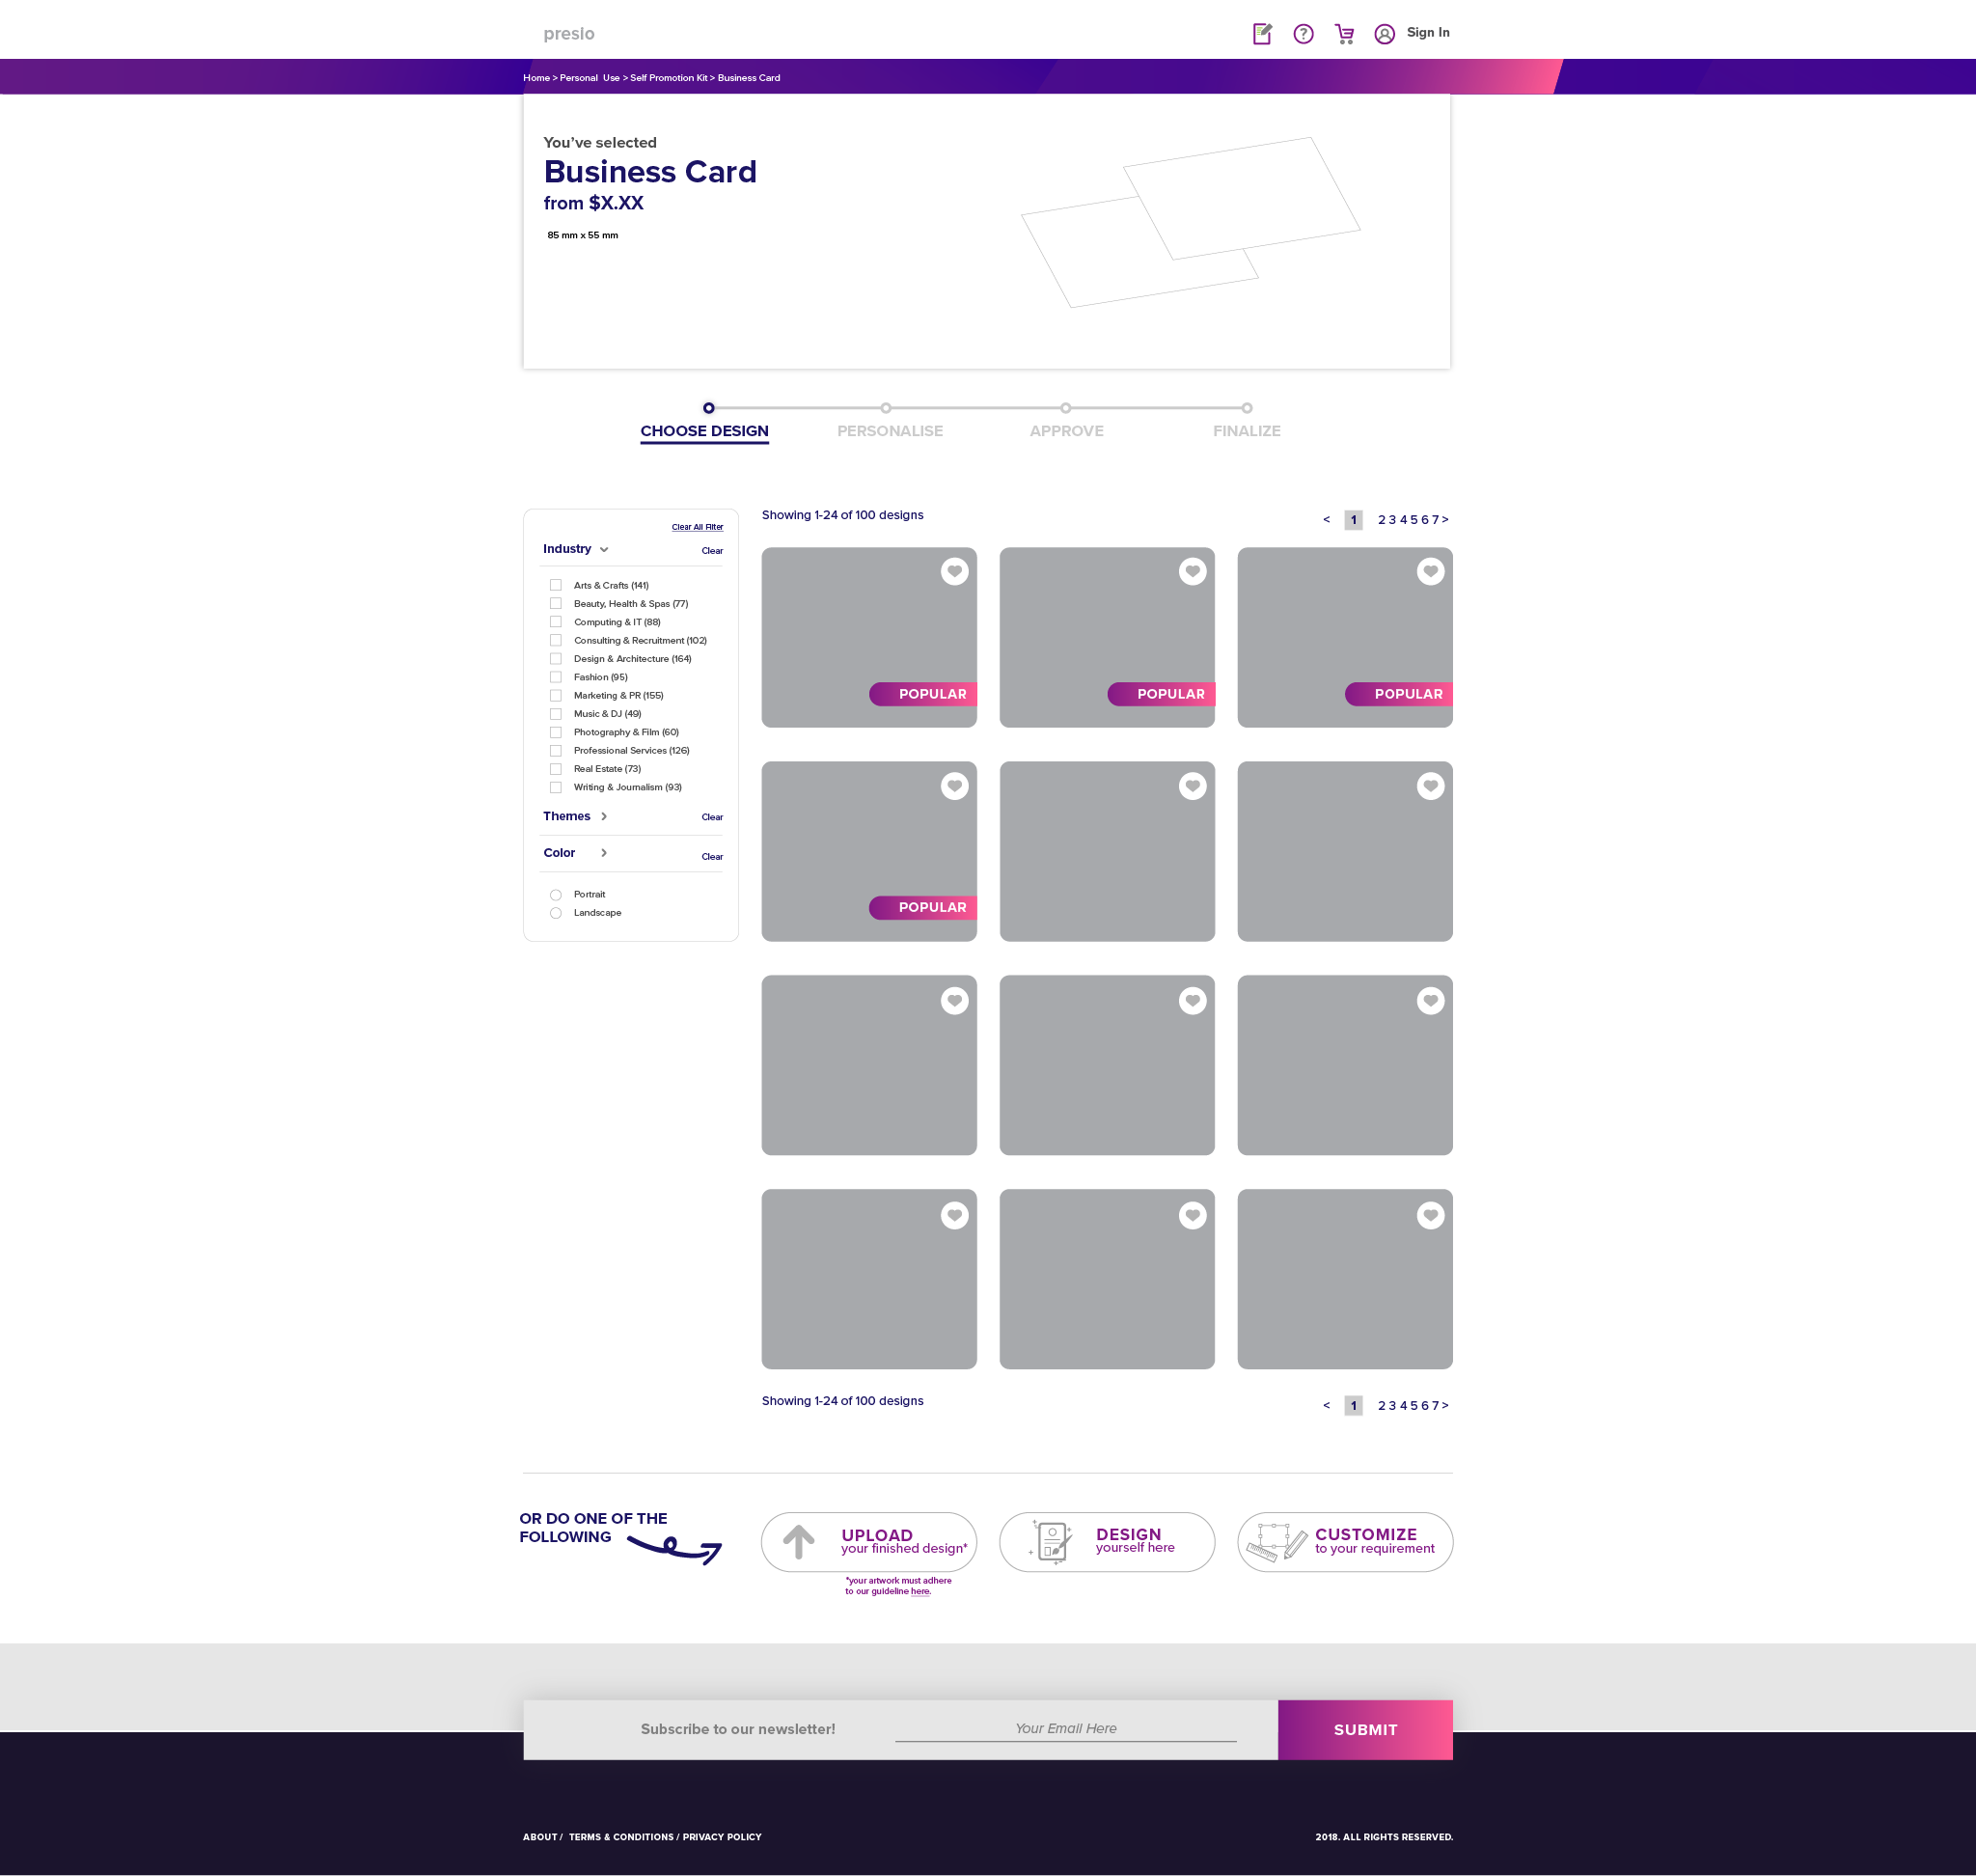 presio
Sign In
Home > Personal Use > Self Promotion Kit > Business Card
You've selected
Business Card
from $X.XX
85 mm x 55 mm
CHOOSE DESIGN
PERSONALISE
APPROVE
FINALIZE
Clear All Filter
Industry
Clear
Arts & Crafts (141)
Beauty, Health & Spas (77)
Computing & IT (88)
Consulting & Recruitment (102)
Design & Architecture (164)
Fashion (95)
Marketing & PR (155)
Music & DJ (49)
Photography & Film (60)
Professional Services (126)
Real Estate (73)
Writing & Journalism (93)
Themes >
Clear
Color >
Clear
Portrait
Landscape
Showing 1-24 of 100 designs
< 1 2 3 4 5 6 7 >
POPULAR
POPULAR
POPULAR
POPULAR
Showing 1-24 of 100 designs
< 1 2 3 4 5 6 7 >
OR DO ONE OF THE
FOLLOWING
UPLOAD
your finished design*
*your artwork must adhere
to our guideline here.
DESIGN
yourself here
CUSTOMIZE
to your requirement
Subscribe to our newsletter!
Your Email Here
SUBMIT
ABOUT / TERMS & CONDITIONS / PRIVACY POLICY
2018. ALL RIGHTS RESERVED.